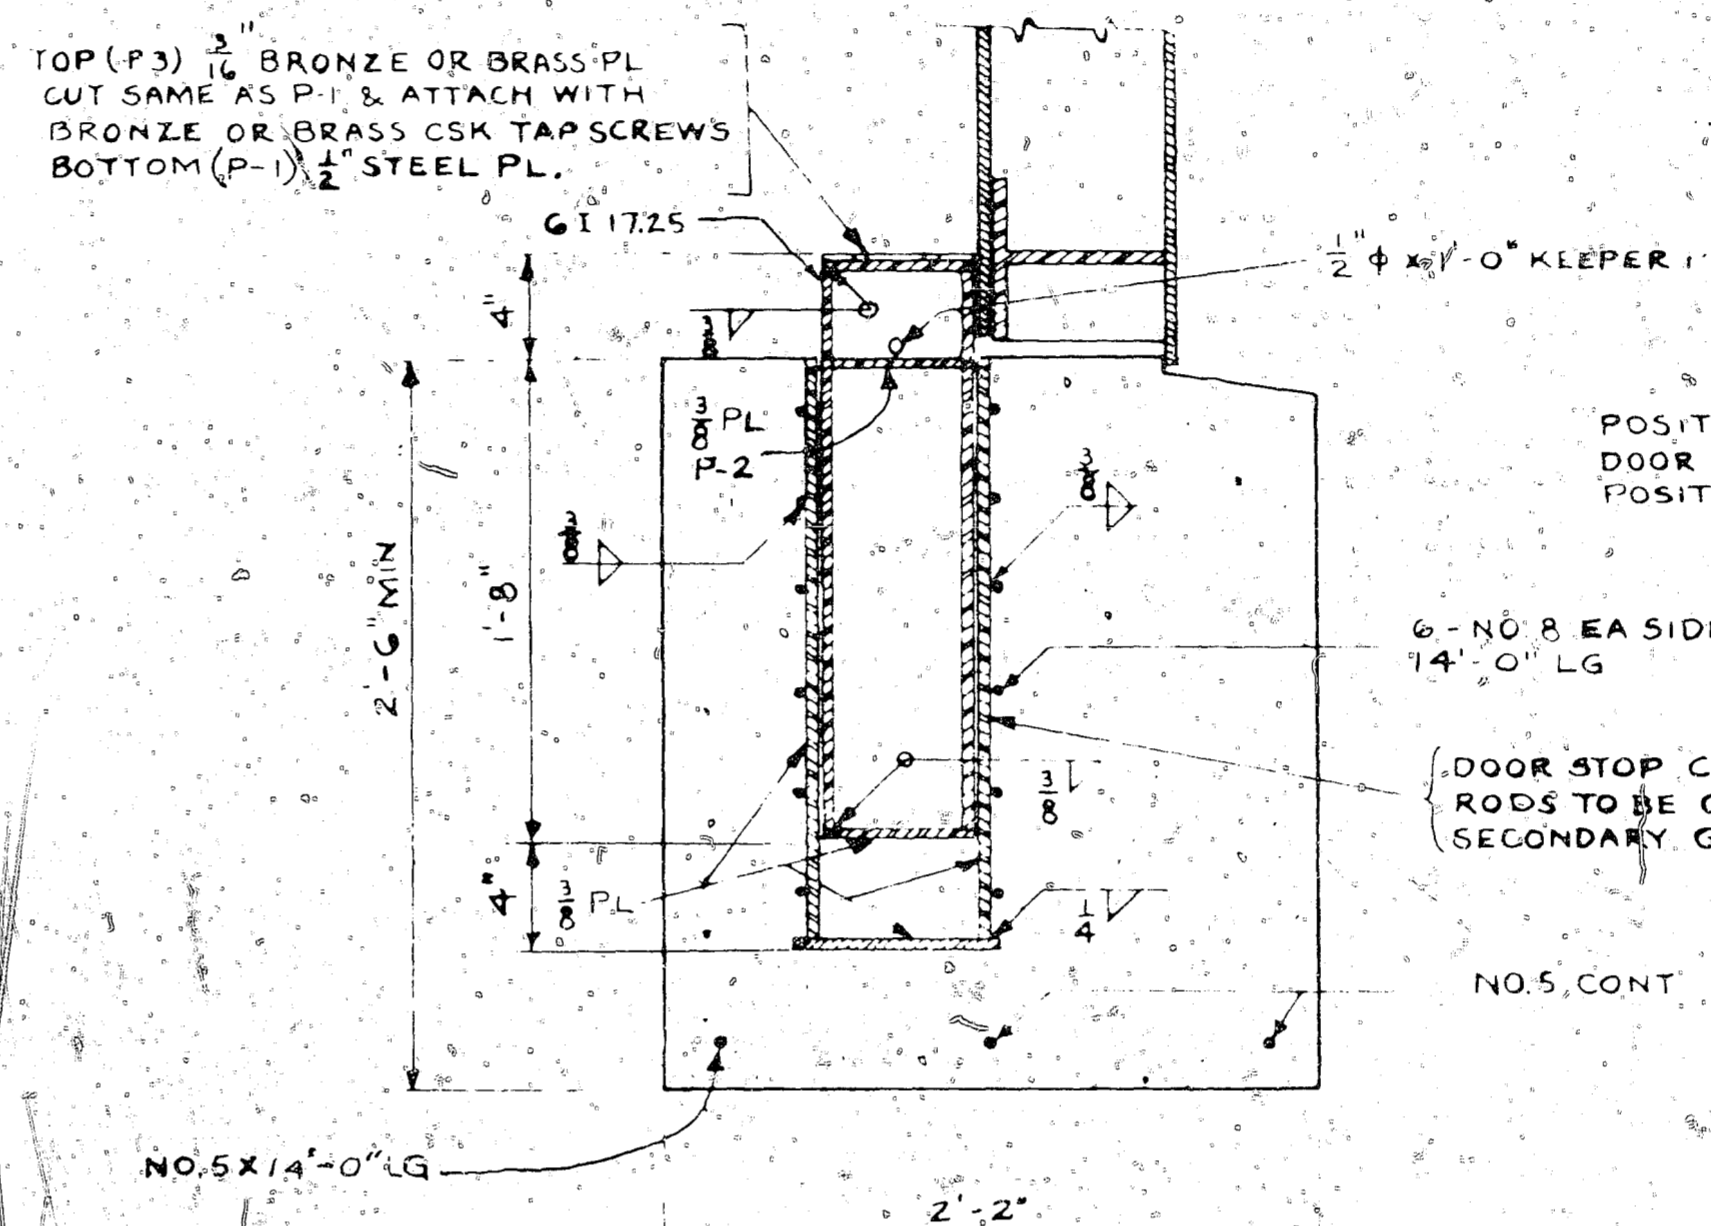 TOP (P3) 3/16" BRONZE OR BRASS PL
CUT SAME AS P-1 & ATTACH WITH
BRONZE OR BRASS CSK TAP SCREWS
BOTTOM (P-1) 1/2" STEEL PL.
6 I 17.25
1/2" ϕ x 1'-0" KEEPER
4"
3/8
3/8 PL
P-2
3/8
3/8
POSIT
DOOR
POSIT
2'-6" MIN
1'-8"
6 - NO 8 EA SIDE
14'-0" LG
3/8
DOOR STOP C
RODS TO BE
SECONDARY G
4"
3/8 PL
1/4
NO.5 CONT
NO.5 X 14'-0" LG
2'-2"